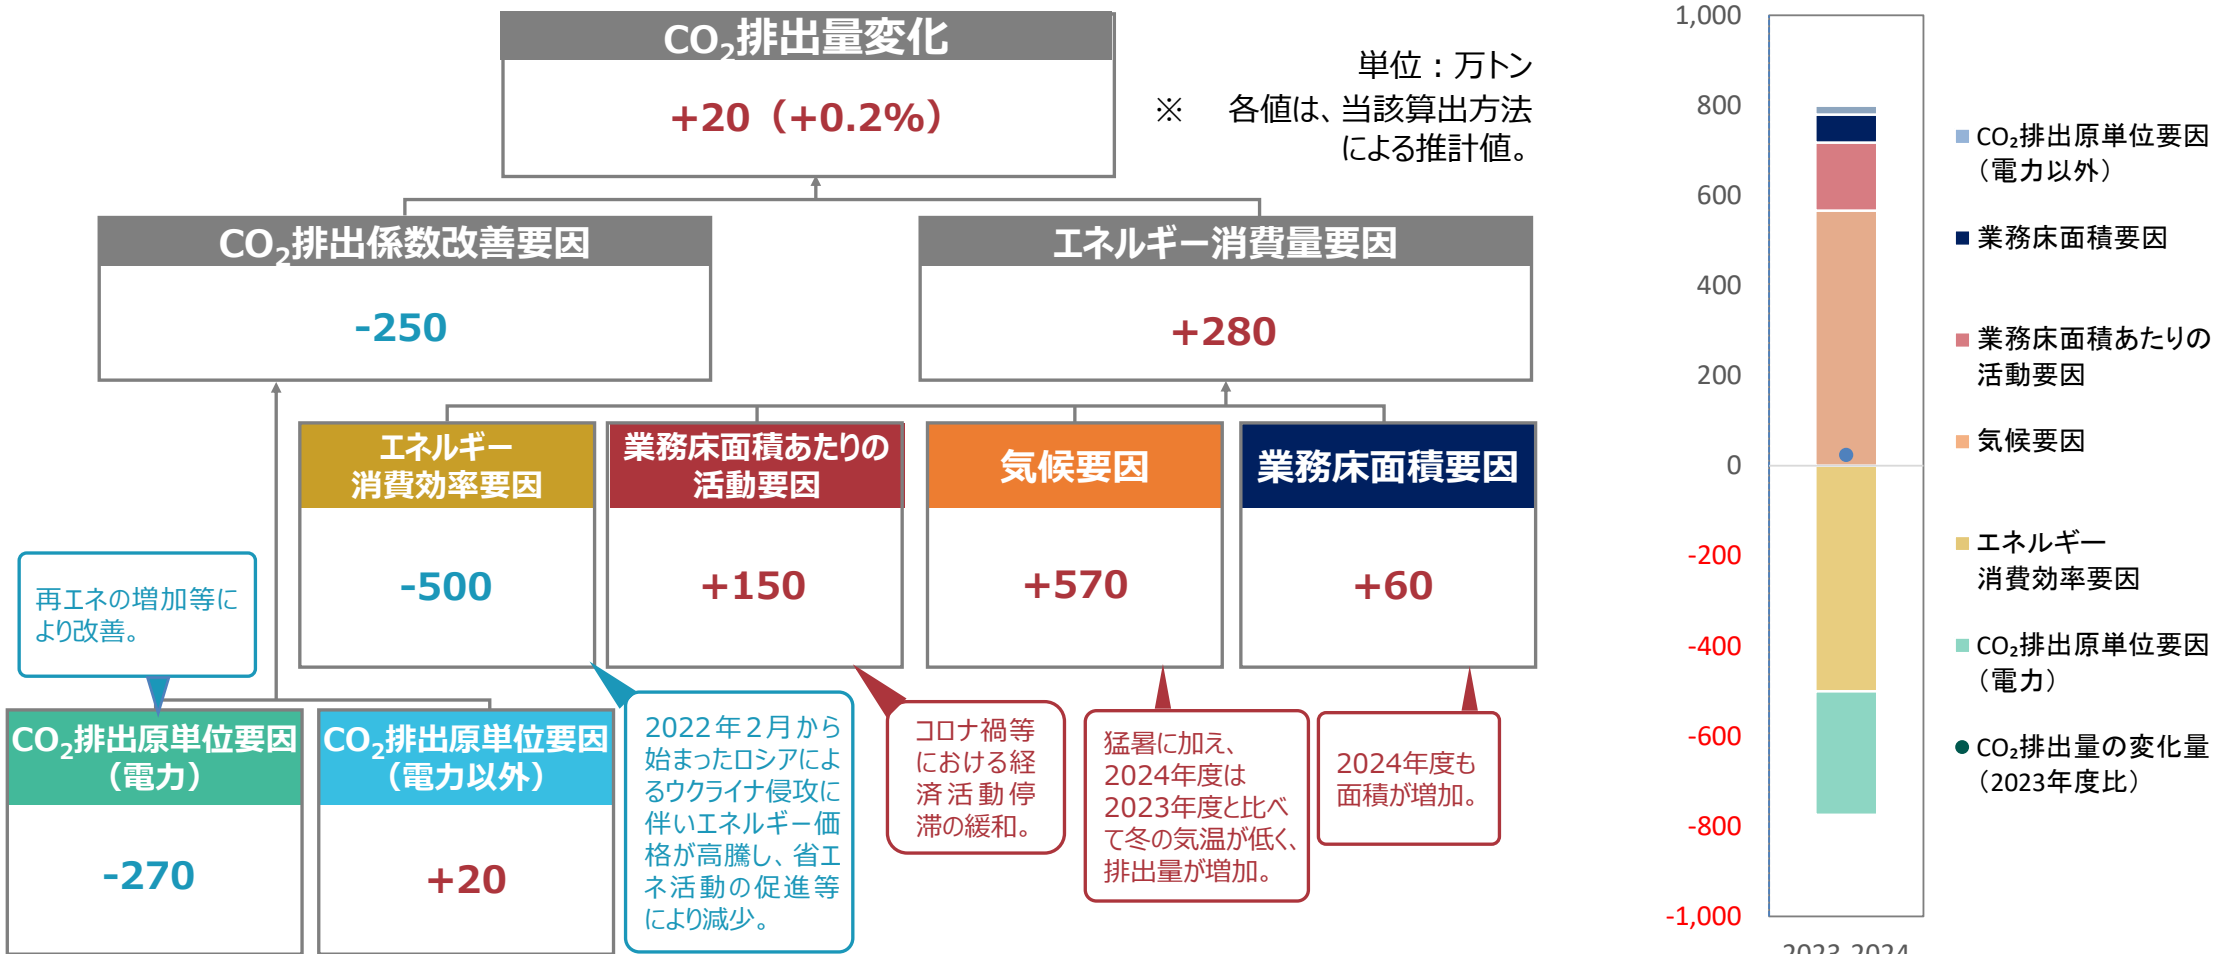 CO₂排出量変化
+20（+0.2%）
単位：万トン
※ 各値は、当該算出方法
による推計値。
CO₂排出係数改善要因
-250
エネルギー消費量要因
+280
エネルギー
消費効率要因
-500
業務床面積あたりの
活動要因
+150
気候要因
+570
業務床面積要因
+60
再エネの増加等に
より改善。
CO₂排出原単位要因
（電力）
-270
CO₂排出原単位要因
（電力以外）
+20
2022年２月から
始まったロシアによ
るウクライナ侵攻に
伴いエネルギー価
格が高騰し、省エ
ネ活動の促進等
により減少。
コロナ禍等
における経
済活動停
滞の緩和。
猛暑に加え、
2024年度は
2023年度と比べ
て冬の気温が低く、
排出量が増加。
2024年度も
面積が増加。
1,000
800
600
400
200
0
-200
-400
-600
-800
-1,000
2023-2024
CO₂排出原単位要因
（電力以外）
業務床面積要因
業務床面積あたりの
活動要因
気候要因
エネルギー
消費効率要因
CO₂排出原単位要因
（電力）
CO₂排出量の変化量
（2023年度比）